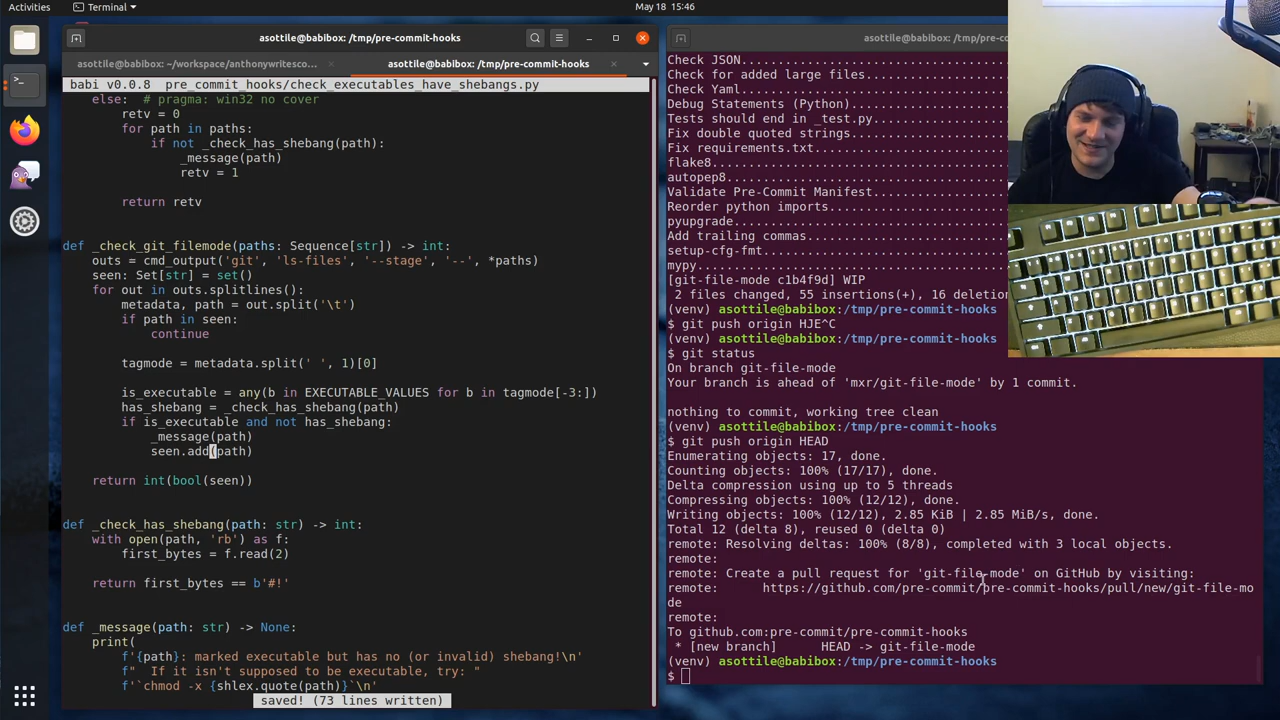 Activities
Terminal
May 18 15:46
asottile@babibox: /tmp/pre-commit-hooks
asottile@babibox: ~/workspace/anthonywritesco...
asottile@babibox: /tmp/pre-commit-hooks
babi v0.0.8 pre_commit_hooks/check_executables_have_shebangs.py
else: # pragma: win32 no cover
retv = 0
for path in paths:
if not _check_has_shebang(path):
_message(path)
retv = 1
return retv
def _check_git_filemode(paths: Sequence[str]) -> int:
outs = cmd_output('git', 'ls-files', '--stage', '--', *paths)
seen: Set[str] = set()
for out in outs.splitlines():
metadata, path = out.split('\t')
if path in seen:
continue
tagmode = metadata.split(' ', 1)[0]
is_executable = any(b in EXECUTABLE_VALUES for b in tagmode[-3:])
has_shebang = _check_has_shebang(path)
if is_executable and not has_shebang:
_message(path)
seen.add(path)
return int(bool(seen))
def _check_has_shebang(path: str) -> int:
with open(path, 'rb') as f:
first_bytes = f.read(2)
return first_bytes == b'#!'
def _message(path: str) -> None:
print(
f'{path}: marked executable but has no (or invalid) shebang!\n'
f" If it isn't supposed to be executable, try: "
f'`chmod -x {shlex.quote(path)}`\n'
saved! (73 lines written)
asottile@babibox: /tmp/pre-co
Check JSON................................................
Check for added large files...............................
Check Yaml................................................
Debug Statements (Python).................................
Tests should end in _test.py..............................
Fix double quoted strings.................................
Fix requirements.txt......................................
flake8....................................................
autopep8..................................................
Validate Pre-Commit Manifest..............................
Reorder python imports....................................
pyupgrade.................................................
Add trailing commas.......................................
setup-cfg-fmt.............................................
mypy......................................................
[git-file-mode c1b4f9d] WIP
2 files changed, 55 insertions(+), 16 deletion
(venv) asottile@babibox:/tmp/pre-commit-hooks
$ git push origin HJE^C
(venv) asottile@babibox:/tmp/pre-commit-hooks
$ git status
On branch git-file-mode
Your branch is ahead of 'mxr/git-file-mode' by 1 commit.
nothing to commit, working tree clean
(venv) asottile@babibox:/tmp/pre-commit-hooks
$ git push origin HEAD
Enumerating objects: 17, done.
Counting objects: 100% (17/17), done.
Delta compression using up to 5 threads
Compressing objects: 100% (12/12), done.
Writing objects: 100% (12/12), 2.85 KiB | 2.85 MiB/s, done.
Total 12 (delta 8), reused 0 (delta 0)
remote: Resolving deltas: 100% (8/8), completed with 3 local objects.
remote:
remote: Create a pull request for 'git-file-mode' on GitHub by visiting:
remote: https://github.com/pre-commit/pre-commit-hooks/pull/new/git-file-mo
de
remote:
To github.com:pre-commit/pre-commit-hooks
* [new branch] HEAD -> git-file-mode
(venv) asottile@babibox:/tmp/pre-commit-hooks
$